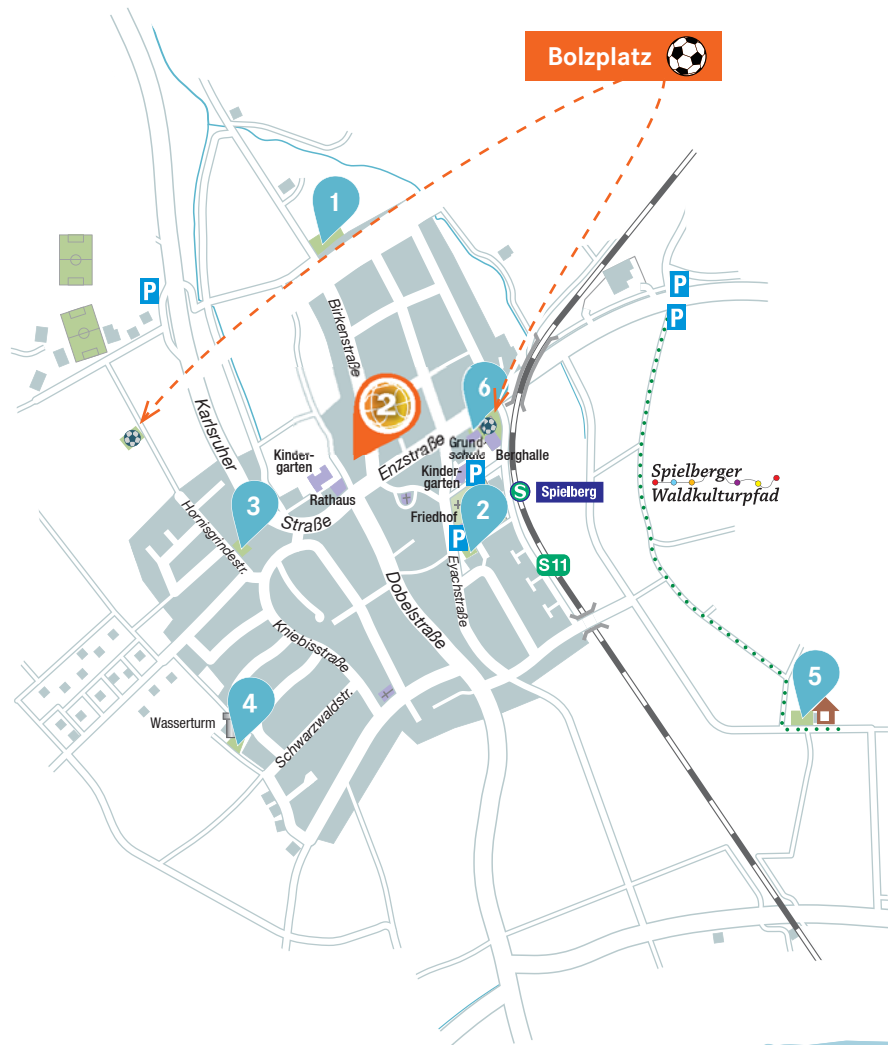 Bolzplatz
1
P
P
P
Birkenstraße
2
6
Karlsruher
Enzstraße
Grund-
schule
Berghalle
Kinder-
garten
Kinder-
garten
P
Rathaus
S
Spielberg
Spielberger
Waldkulturpfad
3
Straße
Friedhof
2
P
Hornisgrindestr.
Eyachstraße
S 11
Dobelstraße
Kniebisstraße
4
Wasserturm
Schwarzwaldstr.
5